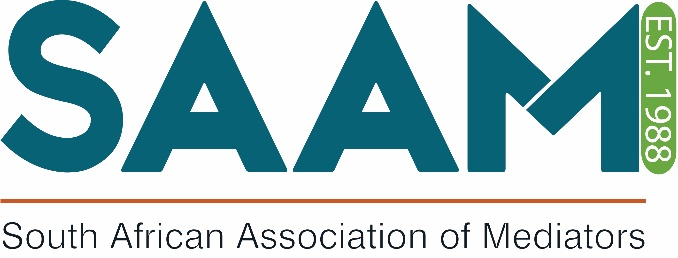 SAAM
EST. 1988
South African Association of Mediators